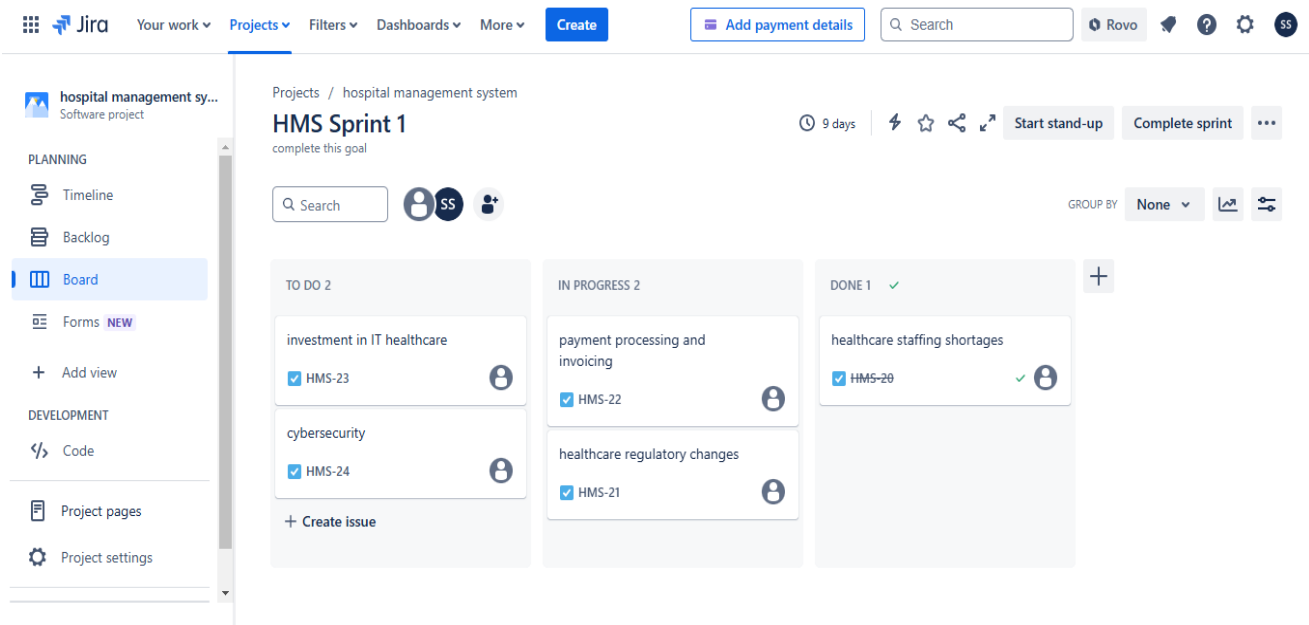 Jira Your work Projects Filters Dashboards More Create Add payment details Search Rovo SS
hospital management sy...
Software project
PLANNING
Timeline
Backlog
Board
Forms NEW
Add view
DEVELOPMENT
Code
Project pages
Project settings
Projects / hospital management system
HMS Sprint 1
complete this goal
9 days Start stand-up Complete sprint
Search SS GROUP BY None
TO DO 2
investment in IT healthcare
HMS-23
cybersecurity
HMS-24
Create issue
IN PROGRESS 2
payment processing and
invoicing
HMS-22
healthcare regulatory changes
HMS-21
DONE 1
healthcare staffing shortages
HMS-20